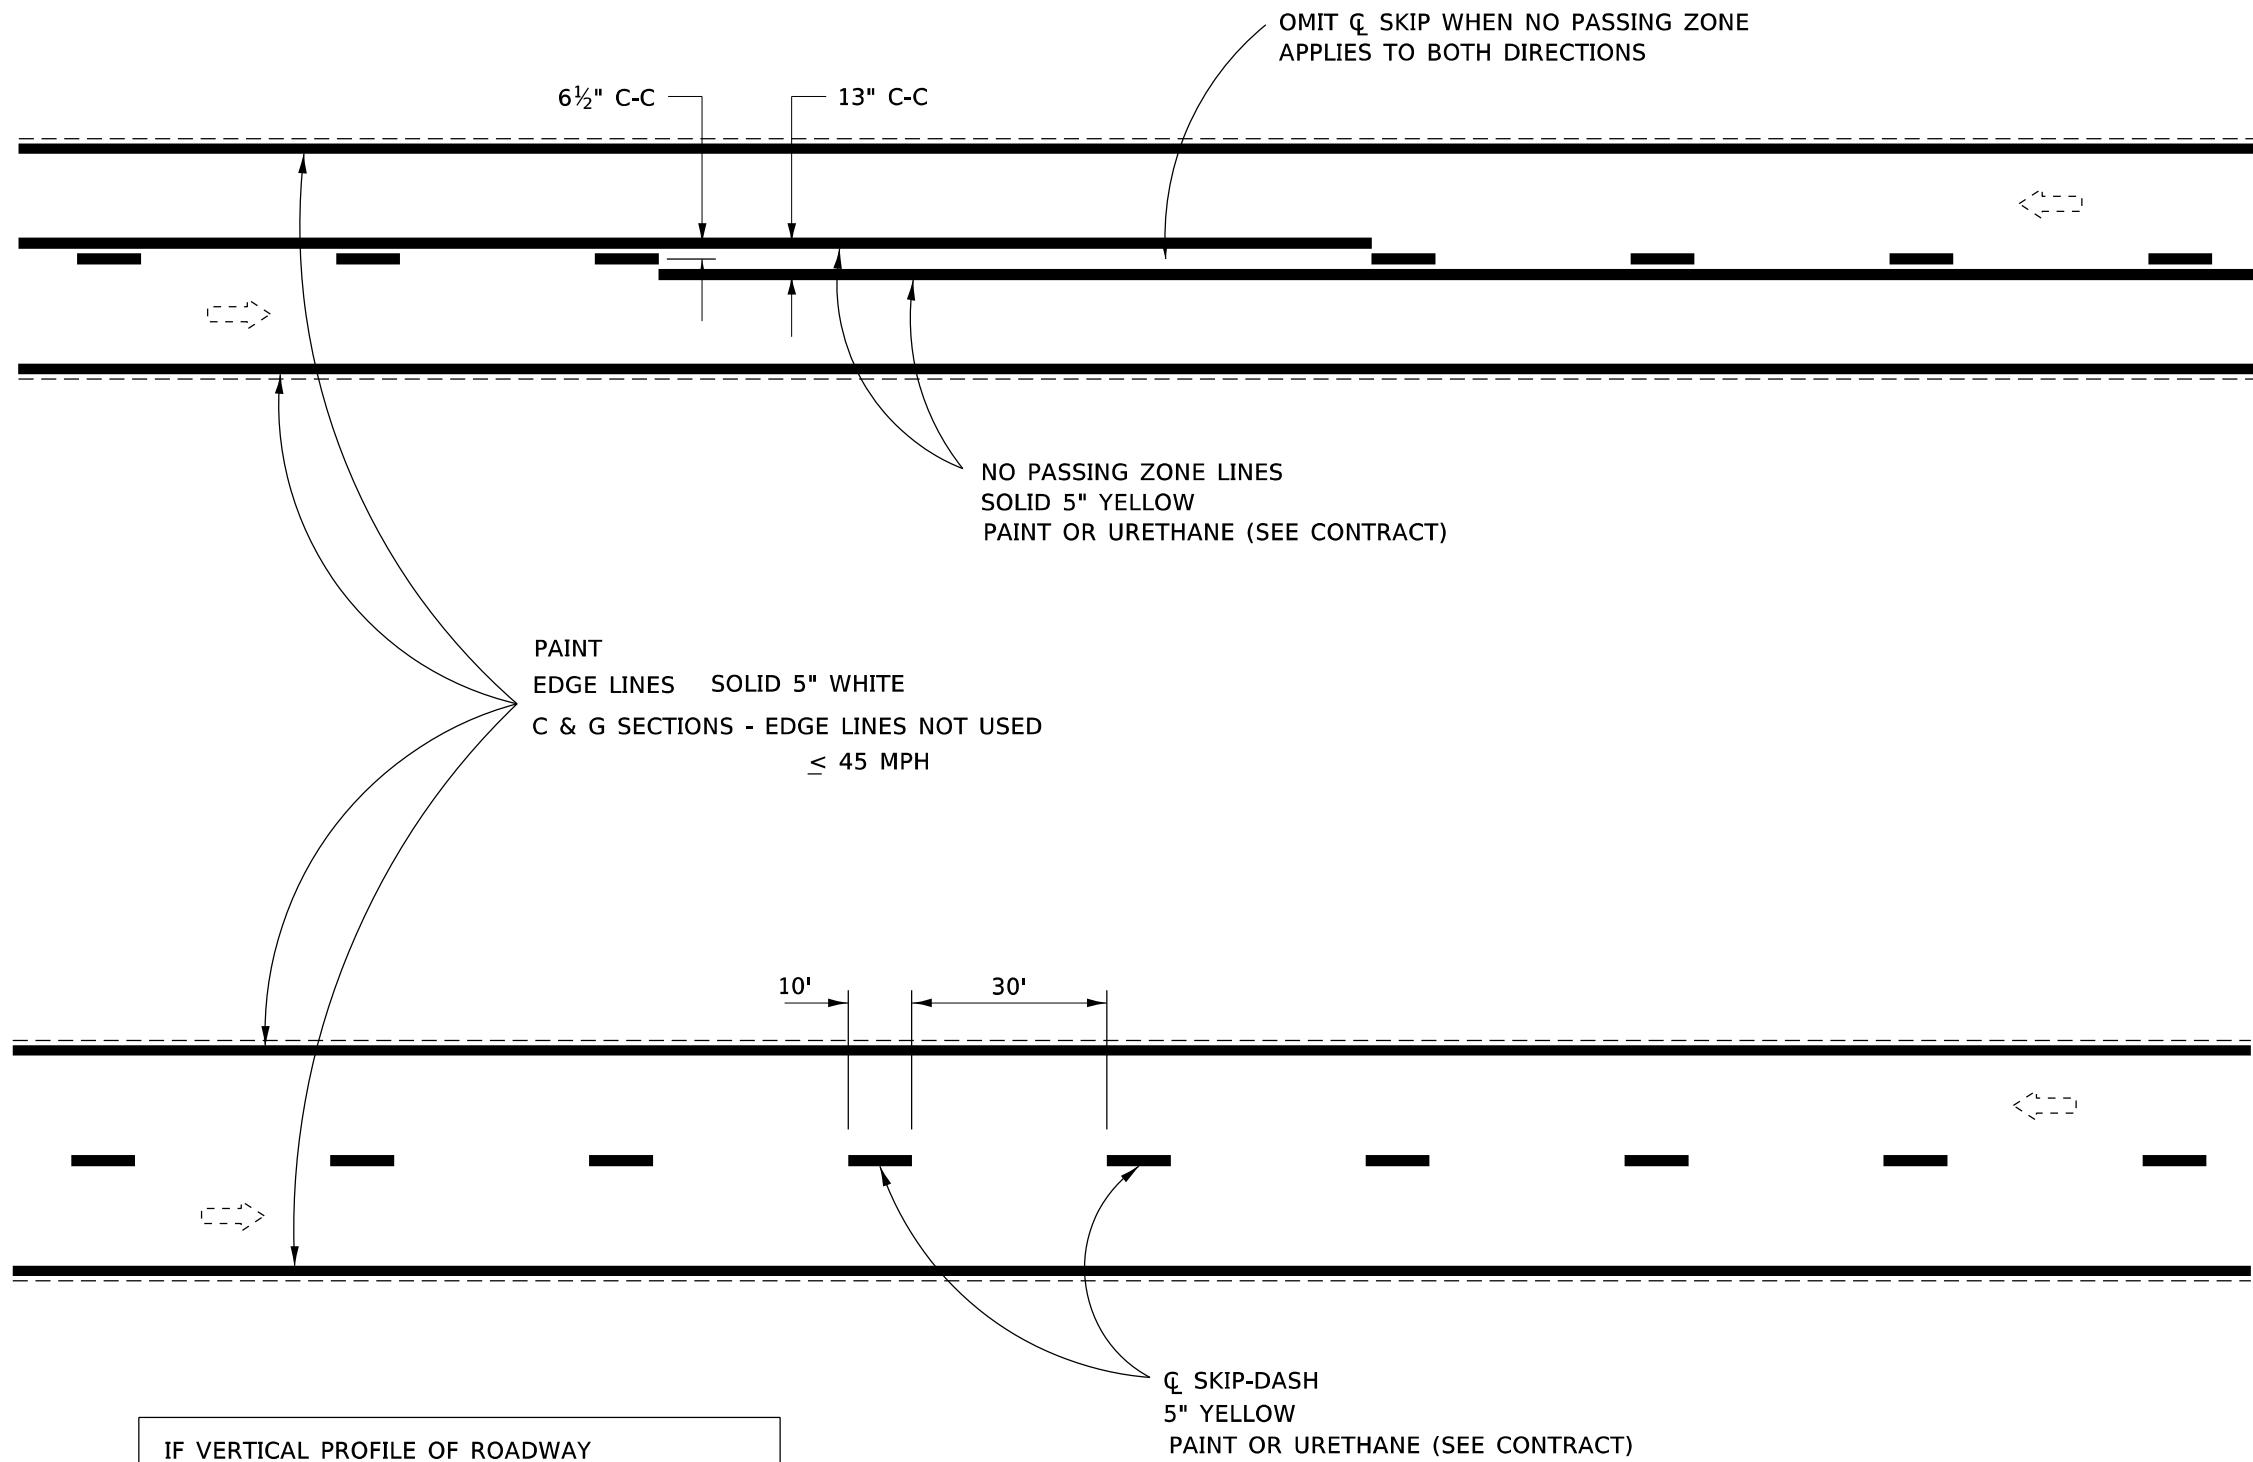 OMIT ℄ SKIP WHEN NO PASSING ZONE
APPLIES TO BOTH DIRECTIONS
6½" C-C
13" C-C
NO PASSING ZONE LINES
SOLID 5" YELLOW
PAINT OR URETHANE (SEE CONTRACT)
PAINT
EDGE LINES SOLID 5" WHITE
C & G SECTIONS - EDGE LINES NOT USED
≤ 45 MPH
10'
30'
℄ SKIP-DASH
5" YELLOW
PAINT OR URETHANE (SEE CONTRACT)
IF VERTICAL PROFILE OF ROADWAY